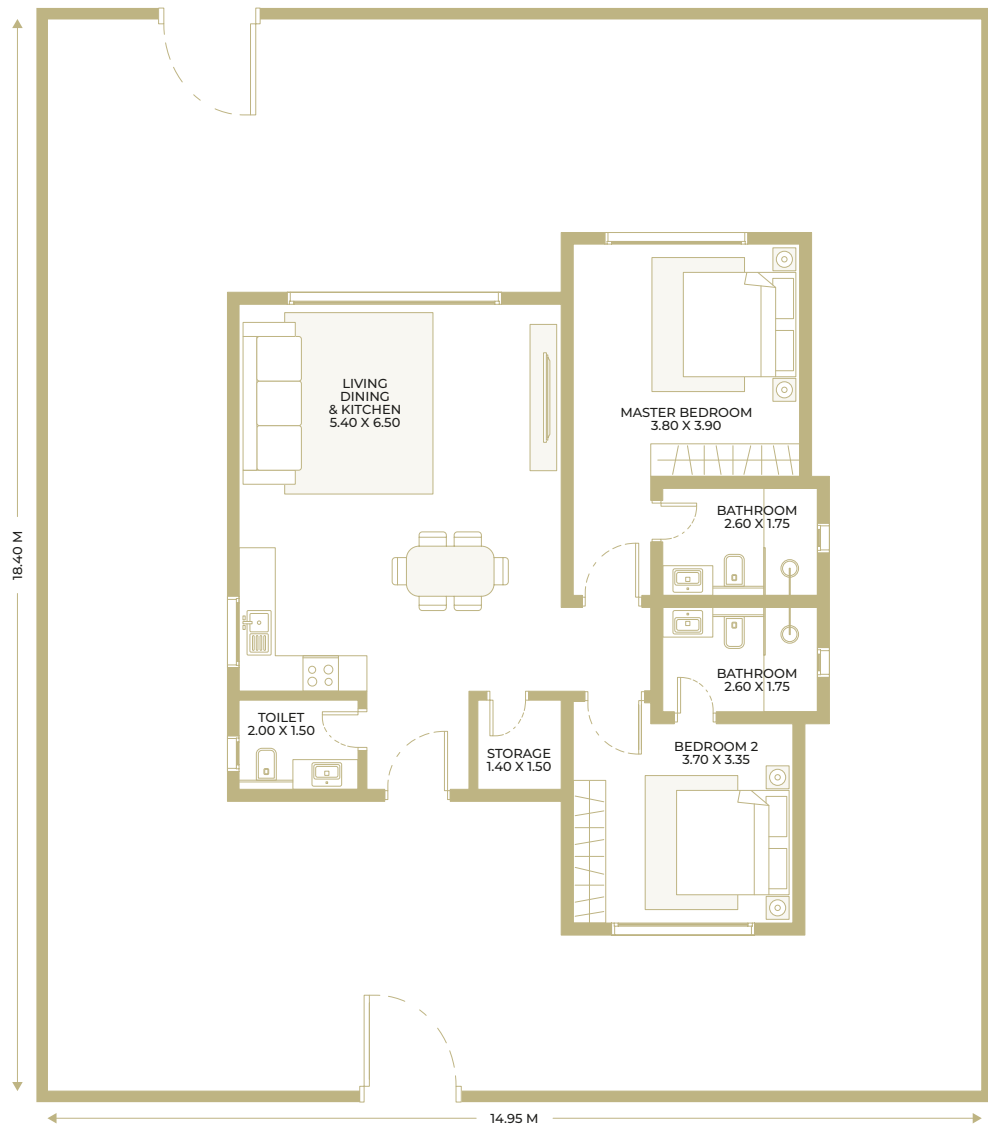 LIVING
DINING
& KITCHEN
5.40 X 6.50
MASTER BEDROOM
3.80 X 3.90
BATHROOM
2.60 X 1.75
18.40 M
BATHROOM
2.60 X 1.75
TOILET
2.00 X 1.50
STORAGE
1.40 X 1.50
BEDROOM 2
3.70 X 3.35
14.95 M